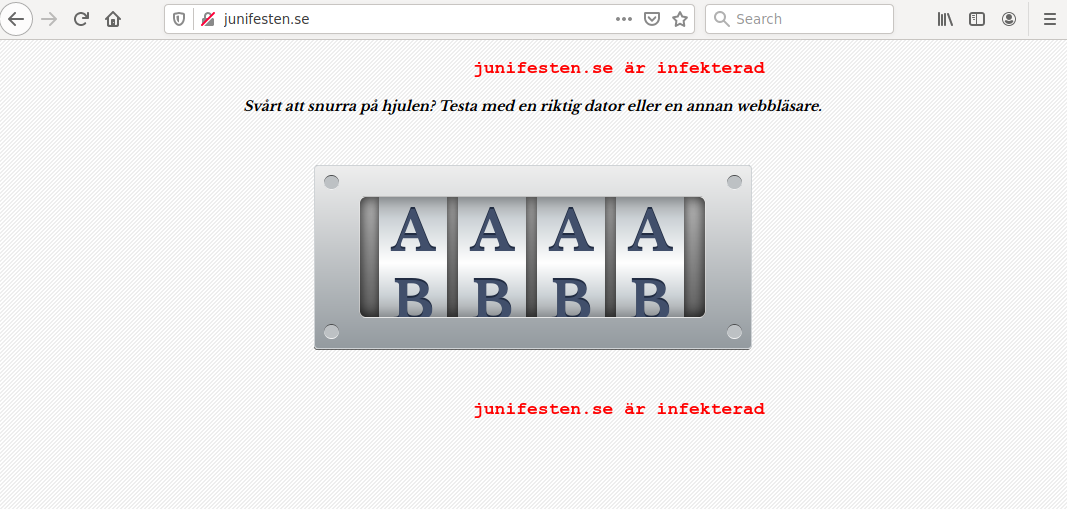 junifesten.se
Search
junifesten.se är infekterad
Svårt att snurra på hjulen? Testa med en riktig dator eller en annan webbläsare.
A A A A
B B B B
junifesten.se är infekterad